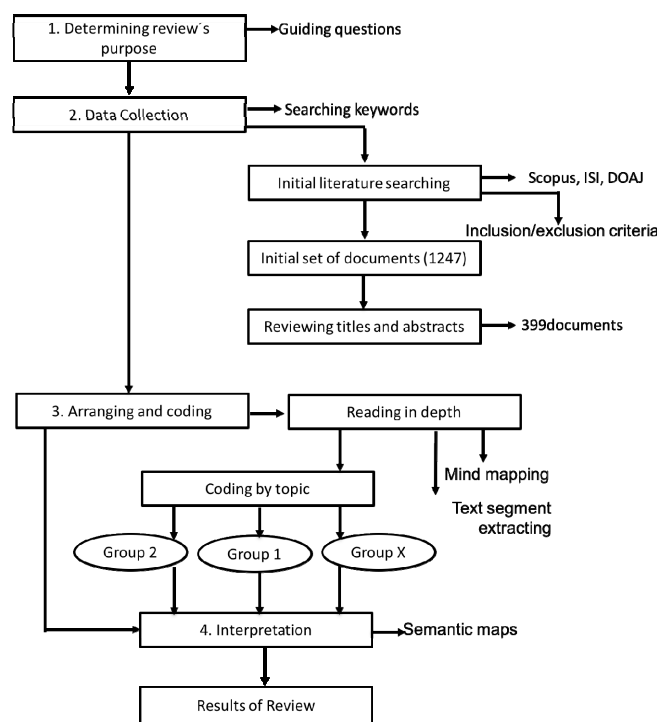 1. Determining review´s
purpose
Guiding questions
2. Data Collection
Searching keywords
Initial literature searching
Scopus, ISI, DOAJ
Inclusion/exclusion criteria
Initial set of documents (1247)
Reviewing titles and abstracts
399documents
3. Arranging and coding
Reading in depth
Mind mapping
Coding by topic
Text segment
extracting
Group 2
Group 1
Group X
4. Interpretation
Semantic maps
Results of Review